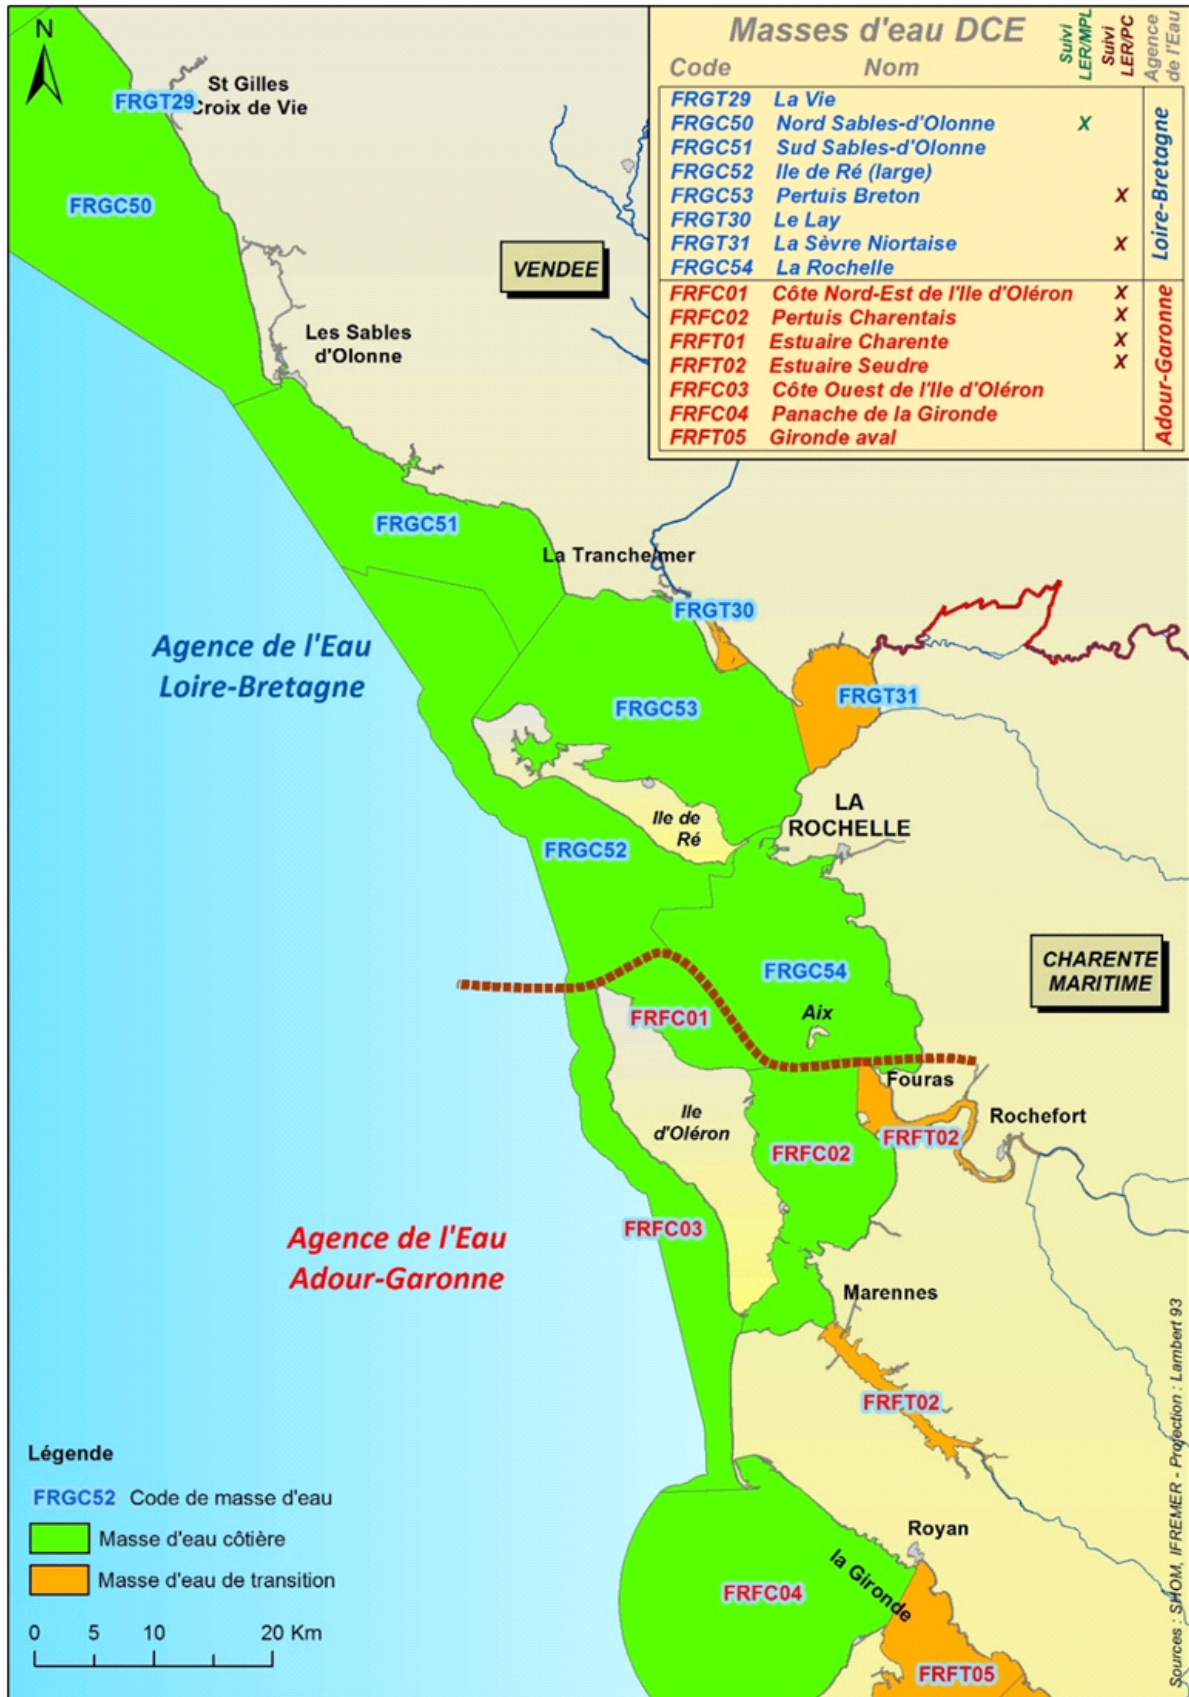 N
Masses d'eau DCE
Suivi LER/MPL
Suivi LER/PC
Agence de l'Eau
Code Nom
FRGT29 La Vie
FRGC50 Nord Sables-d'Olonne X
FRGC51 Sud Sables-d'Olonne
FRGC52 Ile de Ré (large)
FRGC53 Pertuis Breton X
FRGT30 Le Lay
FRGT31 La Sèvre Niortaise X
FRGC54 La Rochelle
Loire-Bretagne
FRFC01 Côte Nord-Est de l'Ile d'Oléron X
FRFC02 Pertuis Charentais X
FRFT01 Estuaire Charente X
FRFT02 Estuaire Seudre X
FRFC03 Côte Ouest de l'Ile d'Oléron
FRFC04 Panache de la Gironde
FRFT05 Gironde aval
Adour-Garonne
St Gilles
Croix de Vie
FRGT29
FRGC50
VENDEE
Les Sables
d'Olonne
FRGC51
La Tranche/mer
FRGT30
Agence de l'Eau
Loire-Bretagne
FRGC53
FRGT31
LA
ROCHELLE
Ile de
Ré
FRGC52
FRGC54
CHARENTE
MARITIME
FRFC01
Aix
Fouras
Ile
d'Oléron
Rochefort
FRFT02
FRFC02
FRFC03
Agence de l'Eau
Adour-Garonne
Marennes
FRFT02
Légende
FRGC52 Code de masse d'eau
Masse d'eau côtière
Masse d'eau de transition
0 5 10 20 Km
Royan
la Gironde
FRFC04
FRFT05
Sources : SHOM, IFREMER - Projection : Lambert 93